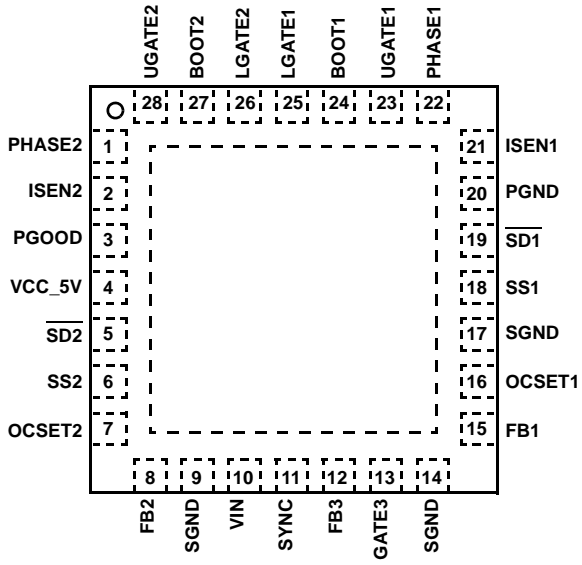 UGATE2
BOOT2
LGATE2
LGATE1
BOOT1
UGATE1
PHASE1
28 27 26 25 24 23 22
PHASE2 1 21 ISEN1
ISEN2 2 20 PGND
PGOOD 3 19 SD1
VCC_5V 4 18 SS1
SD2 5 17 SGND
SS2 6 16 OCSET1
OCSET2 7 15 FB1
8 9 10 11 12 13 14
FB2
SGND
VIN
SYNC
FB3
GATE3
SGND